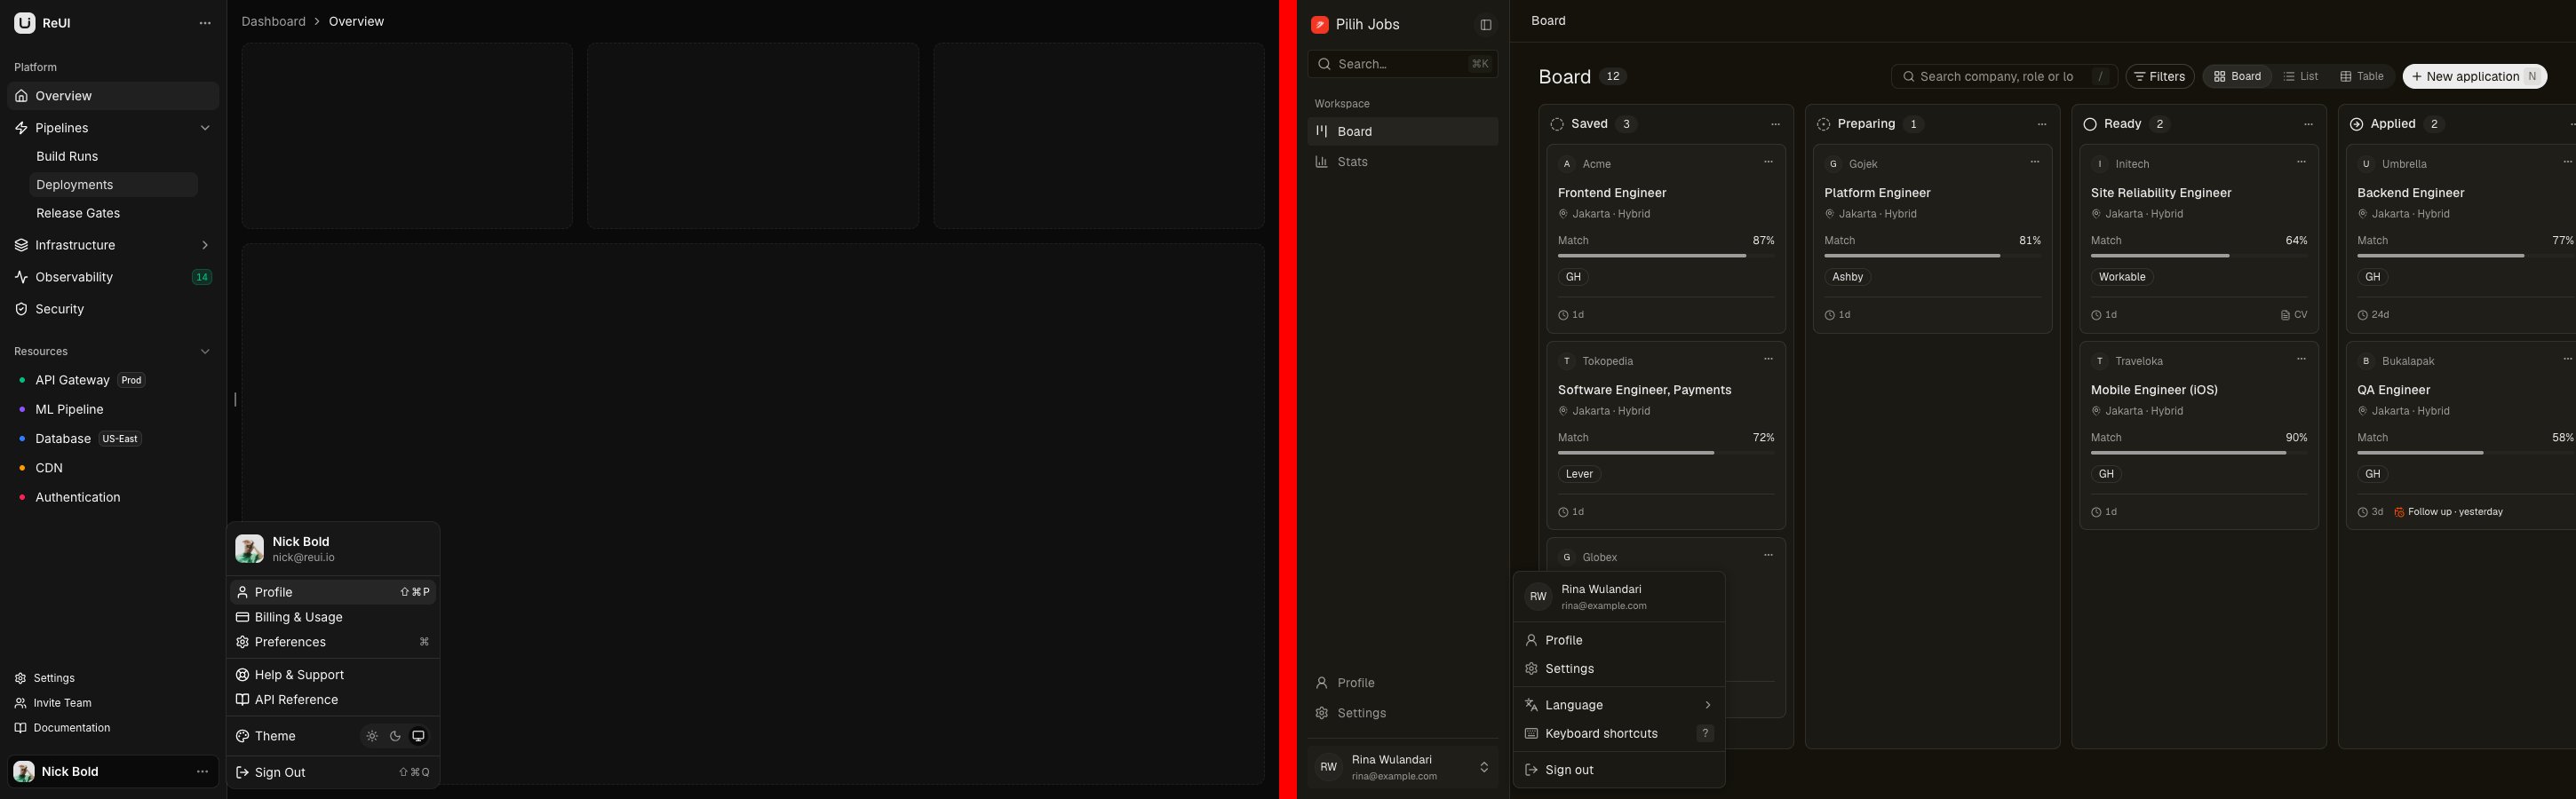 ReUI
Platform
Overview
Pipelines
Build Runs
Deployments
Release Gates
Infrastructure
Observability 14
Security
Resources
API Gateway Prod
ML Pipeline
Database US-East
CDN
Authentication
Settings
Invite Team
Documentation
Nick Bold
Dashboard > Overview
Nick Bold
nick@reui.io
Profile ⇧⌘P
Billing & Usage
Preferences ⌘
Help & Support
API Reference
Theme
Sign Out ⇧⌘Q
Pilih Jobs
Search... ⌘K
Workspace
Board
Stats
Profile
Settings
RW Rina Wulandari
rina@example.com
Board
Board 12
Search company, role or lo /
Filters
Board List Table
+ New application N
Saved 3
A Acme
Frontend Engineer
Jakarta · Hybrid
Match 87%
GH
1d
T Tokopedia
Software Engineer, Payments
Jakarta · Hybrid
Match 72%
Lever
1d
G Globex
Preparing 1
G Gojek
Platform Engineer
Jakarta · Hybrid
Match 81%
Ashby
1d
Ready 2
I Initech
Site Reliability Engineer
Jakarta · Hybrid
Match 64%
Workable
1d CV
T Traveloka
Mobile Engineer (iOS)
Jakarta · Hybrid
Match 90%
GH
1d
Applied 2
U Umbrella
Backend Engineer
Jakarta · Hybrid
Match 77%
GH
24d
B Bukalapak
QA Engineer
Jakarta · Hybrid
Match 58%
GH
3d Follow up · yesterday
RW Rina Wulandari
rina@example.com
Profile
Settings
Language
Keyboard shortcuts ?
Sign out